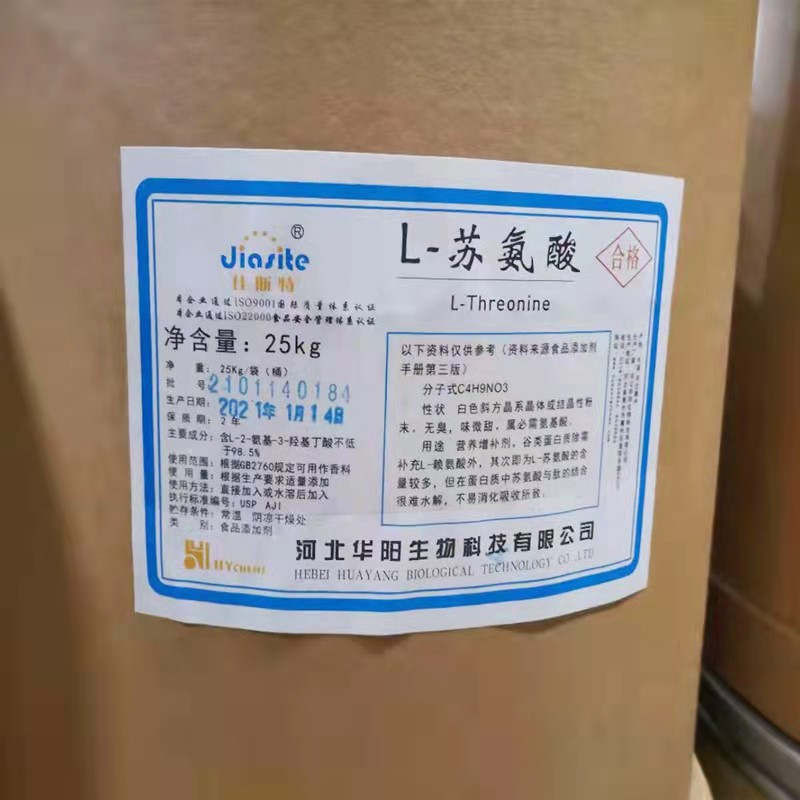 Jiasite®
佳斯特
本企业通过ISO9001国际质量体系认证
本企业通过ISO22000食品安全管理体系认证
净含量：25kg
净 重：25Kg/袋（桶）
批 号 2101140184
生产日期：2021年1月14日
保 质 期：2年
主要成分：含L-2-氨基-3-羟基丁酸不低
于98.5%
使用范围：根据GB2760规定可用作香料
使 用 量：根据生产要求适量添加
使用方法：直接加入或水溶后加入
执行标准编号：USP AJI
贮存条件：常温 阴凉干燥处
类 别：食品添加剂
L-苏氨酸
L-Threonine
合格
以下资料仅供参考（资料来源食品添加剂
手册第三版）
分子式C4H9NO3
性状 白色斜方晶系晶体或结晶性粉
末。无臭，味微甜。属必需氨基酸。
用途 营养增补剂。谷类蛋白质除需
补充L-赖氨酸外，其次即为L-苏氨酸的含
量较多，但在蛋白质中苏氨酸与肽的结合
很难水解，不易消化吸收所致。
HYCHEM
河北华阳生物科技有限公司
HEBEI HUAYANG BIOLOGICAL TECHNOLOGY CO .,LTD